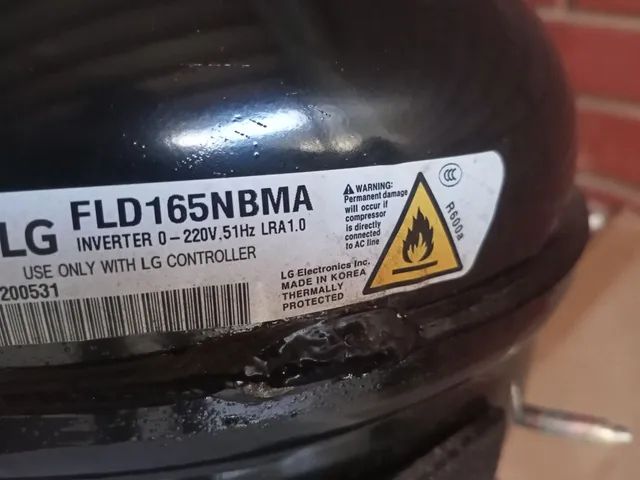 LG FLD165NBMA
INVERTER 0-220V.51Hz LRA1.0
USE ONLY WITH LG CONTROLLER
200531
WARNING:
Permanent damage
will occur if
compressor
is directly
connected
to AC line
LG Electronics Inc.
MADE IN KOREA
THERMALLY
PROTECTED
R600a
CCC